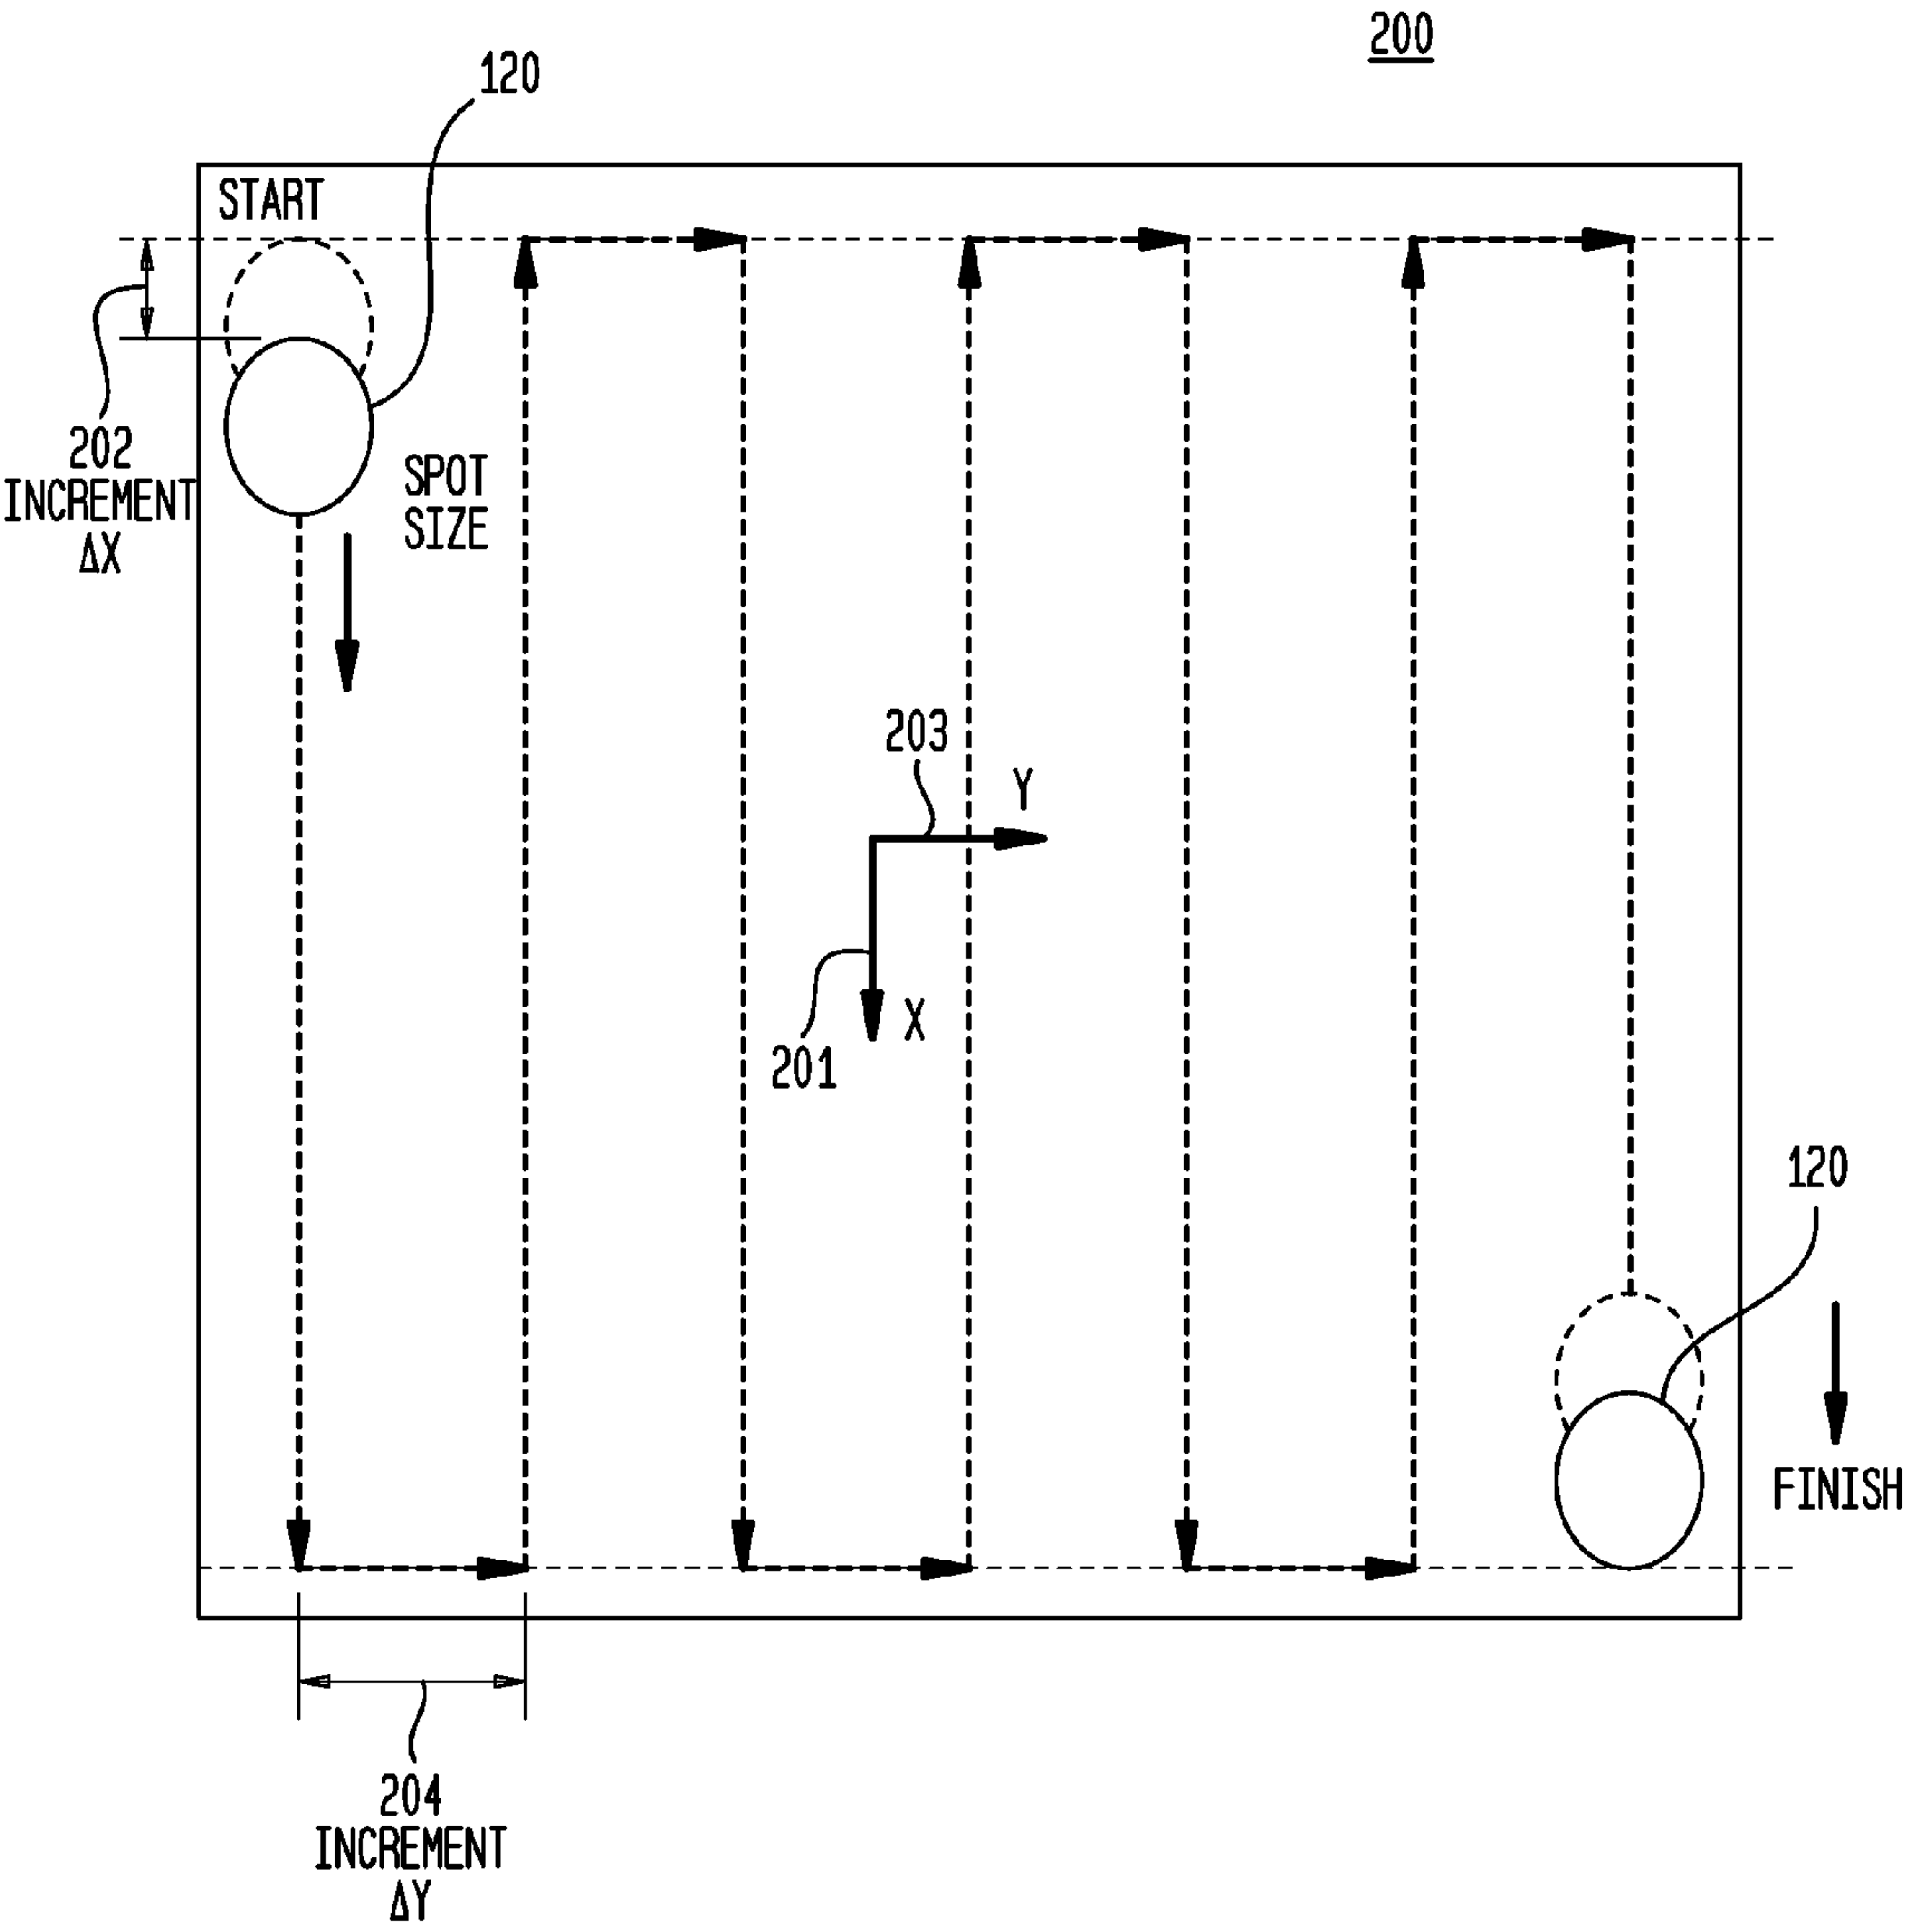 200
120
START
202
INCREMENT
ΔX
SPOT
SIZE
203
Y
X
201
120
FINISH
204
INCREMENT
ΔY